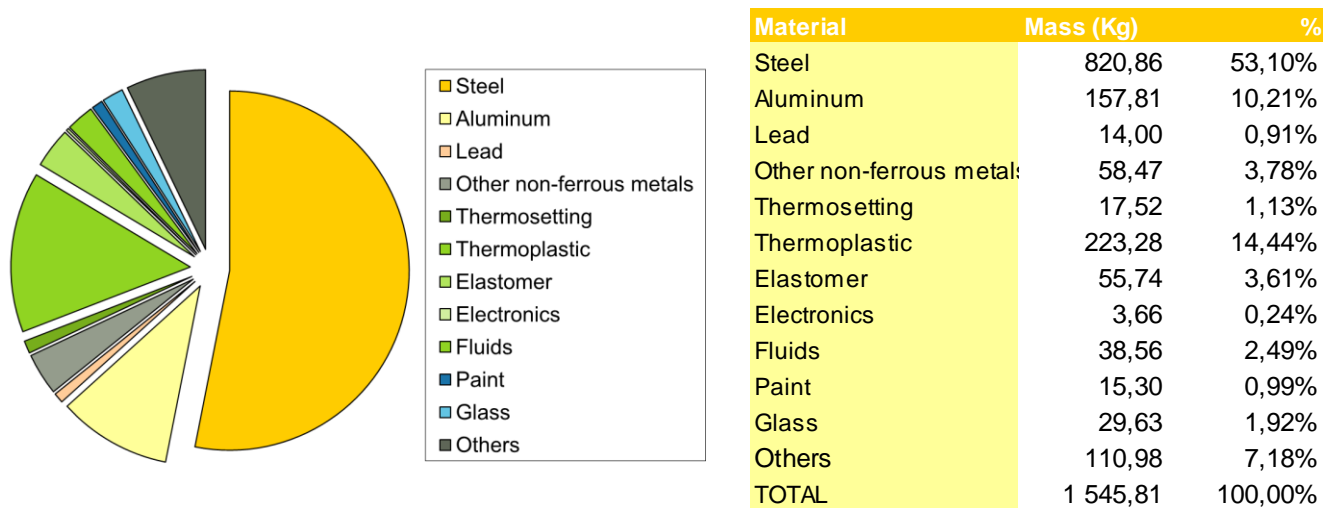 Steel
Aluminum
Lead
Other non-ferrous metals
Thermosetting
Thermoplastic
Elastomer
Electronics
Fluids
Paint
Glass
Others
Material Mass (Kg) %
Steel 820,86 53,10%
Aluminum 157,81 10,21%
Lead 14,00 0,91%
Other non-ferrous metals 58,47 3,78%
Thermosetting 17,52 1,13%
Thermoplastic 223,28 14,44%
Elastomer 55,74 3,61%
Electronics 3,66 0,24%
Fluids 38,56 2,49%
Paint 15,30 0,99%
Glass 29,63 1,92%
Others 110,98 7,18%
TOTAL 1 545,81 100,00%